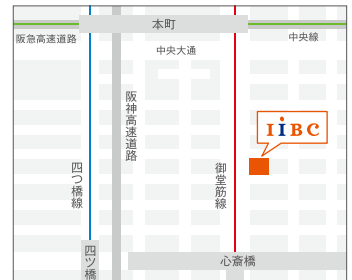 本町
阪急高速道路
中央大通
中央線
阪神高速道路
IiBC
四つ橋線
御堂筋線
四ツ橋
心斎橋